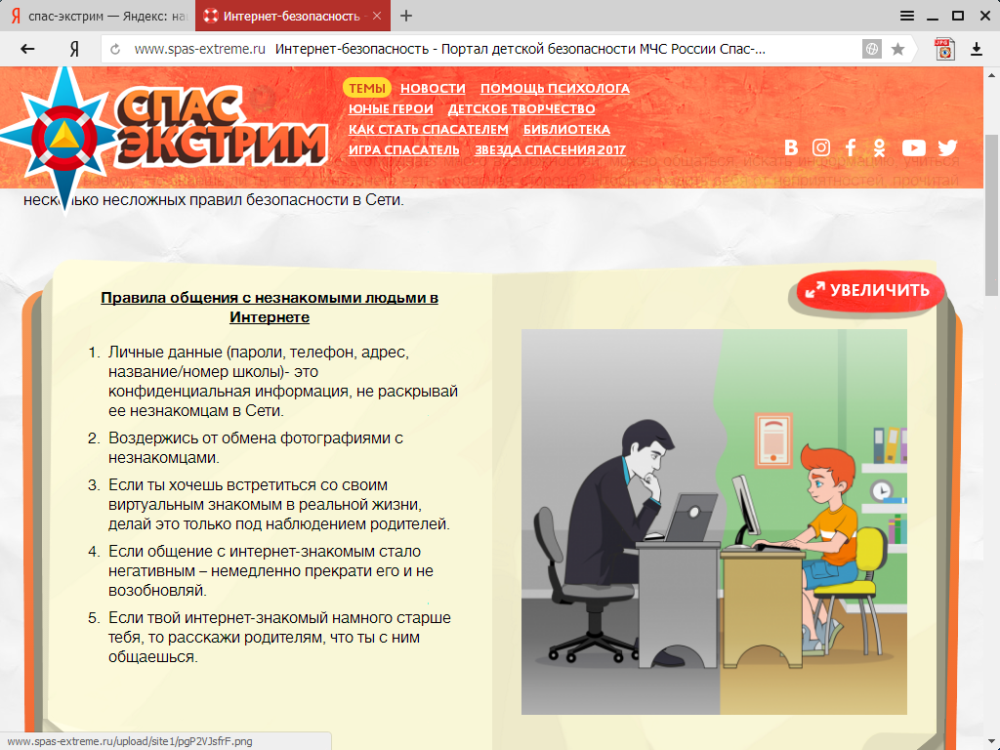 спас-экстрим — Яндекс: на
Интернет-безопасность
Я
www.spas-extreme.ru Интернет-безопасность - Портал детской безопасности МЧС России Спас-...
JPG
СПАС
ЭКСТРИМ
ТЕМЫ НОВОСТИ ПОМОЩЬ ПСИХОЛОГА
ЮНЫЕ ГЕРОИ ДЕТСКОЕ ТВОРЧЕСТВО
КАК СТАТЬ СПАСАТЕЛЕМ БИБЛИОТЕКА
ИГРА СПАСАТЕЛЬ ЗВЕЗДА СПАСЕНИЯ 2017
неприятностей, прочитай
несколько несложных правил безопасности в Сети.
Правила общения с незнакомыми людьми в
Интернете
1. Личные данные (пароли, телефон, адрес,
название/номер школы)- это
конфиденциальная информация, не раскрывай
ее незнакомцам в Сети.
2. Воздержись от обмена фотографиями с
незнакомцами.
3. Если ты хочешь встретиться со своим
виртуальным знакомым в реальной жизни,
делай это только под наблюдением родителей.
4. Если общение с интернет-знакомым стало
негативным – немедленно прекрати его и не
возобновляй.
5. Если твой интернет-знакомый намного старше
тебя, то расскажи родителям, что ты с ним
общаешься.
УВЕЛИЧИТЬ
www.spas-extreme.ru/upload/site1/pgP2VJsfrF.png